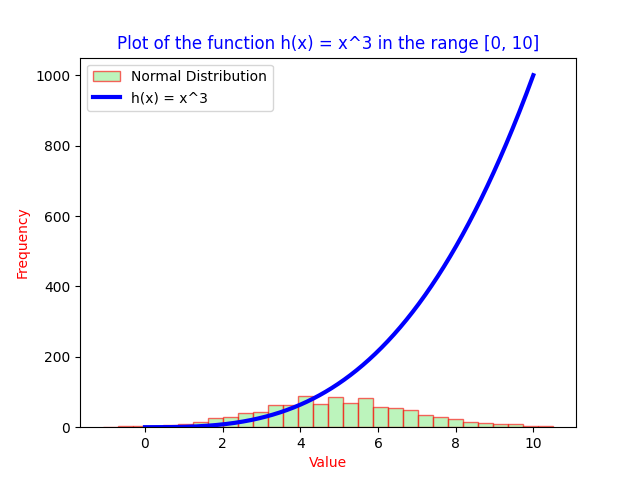 Plot of the function h(x) = x^3 in the range [0, 10]
Normal Distribution
h(x) = x^3
1000
800
600
400
200
0
Frequency
0 2 4 6 8 10
Value